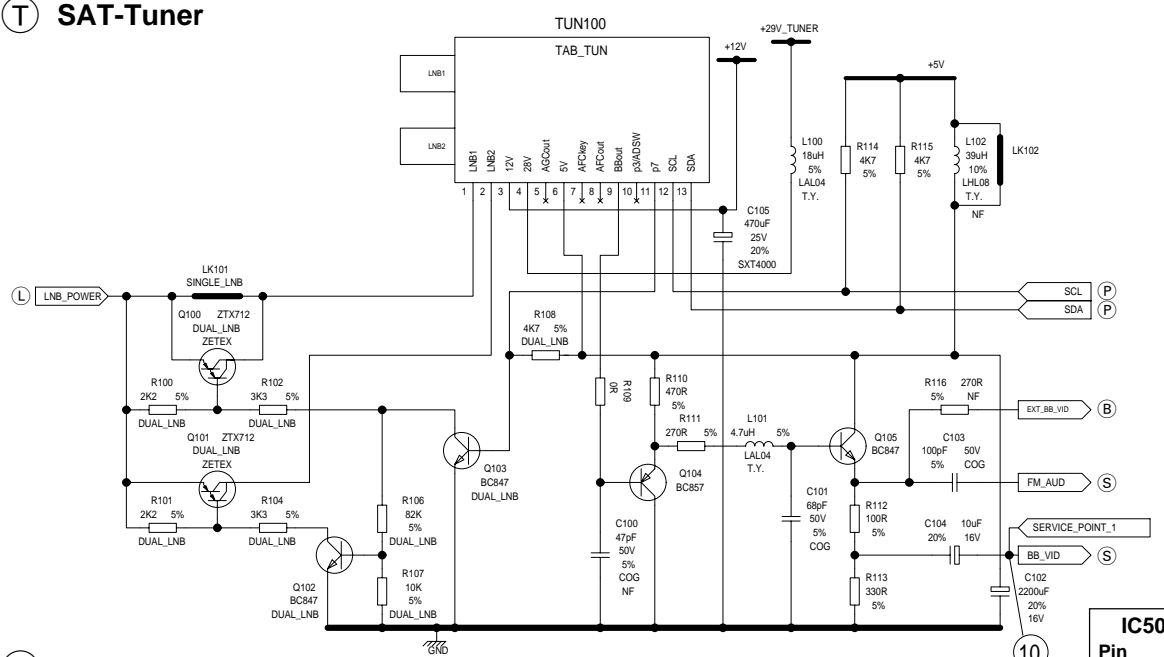 T SAT-Tuner
TUN100
TAB_TUN
LNB1
LNB2
LNB1
LNB2
12V
28V
AGCout
5V
AFCkey
AFCout
BBout
p3/ADSW
p7
SCL
SDA
1 2 3 4 5 6 7 8 9 10 11 12 13
+29V_TUNER
+12V
+5V
L100
18uH
5%
LAL04
T.Y.
R114
4K7
5%
R115
4K7
5%
L102
39uH
10%
LHL08
T.Y.
NF
LK102
C105
470uF
25V
20%
SXT4000
L LNB_POWER
LK101
SINGLE_LNB
Q100 ZTX712
DUAL_LNB
ZETEX
R100
2K2 5%
DUAL_LNB
R102
3K3 5%
DUAL_LNB
Q101 ZTX712
DUAL_LNB
ZETEX
R101
2K2 5%
DUAL_LNB
R104
3K3 5%
DUAL_LNB
Q102
BC847
DUAL_LNB
R106
82K
5%
DUAL_LNB
R107
10K
5%
DUAL_LNB
Q103
BC847
DUAL_LNB
R108
4K7 5%
DUAL_LNB
R109
0R
R110
470R
5%
R111
270R 5%
Q104
BC857
C100
47pF
50V
5%
COG
NF
L101
4.7uH 5%
LAL04
T.Y.
C101
68pF
50V
5%
COG
Q105
BC847
R112
100R
5%
R113
330R
5%
SCL P
SDA P
R116 270R
5% NF
EXT_BB_VID B
C103
100pF 50V
5% COG
FM_AUD S
C104 10uF
20% 16V
SERVICE_POINT_1
BB_VID S
C102
2200uF
20%
16V
GND
10
IC50
Pin